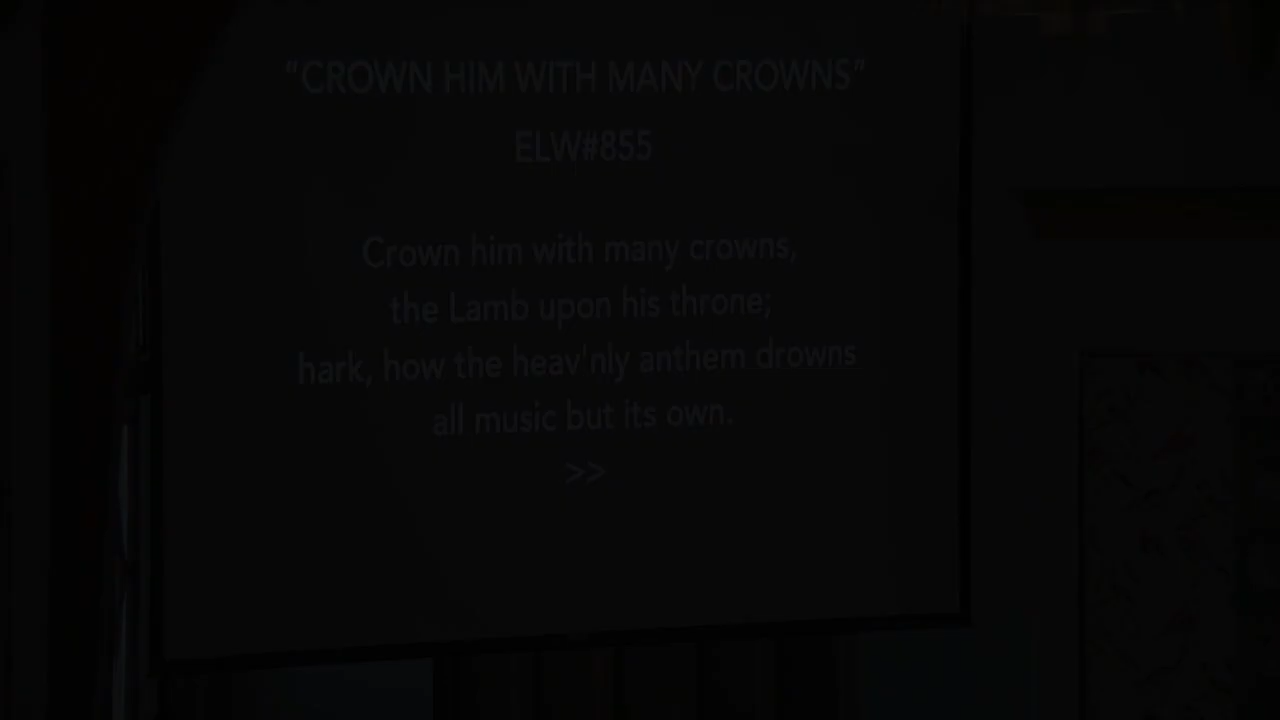 "CROWN HIM WITH MANY CROWNS"
ELW#855
Crown him with many crowns,
the Lamb upon his throne;
hark, how the heav'nly anthem drowns
all music but its own.
>>